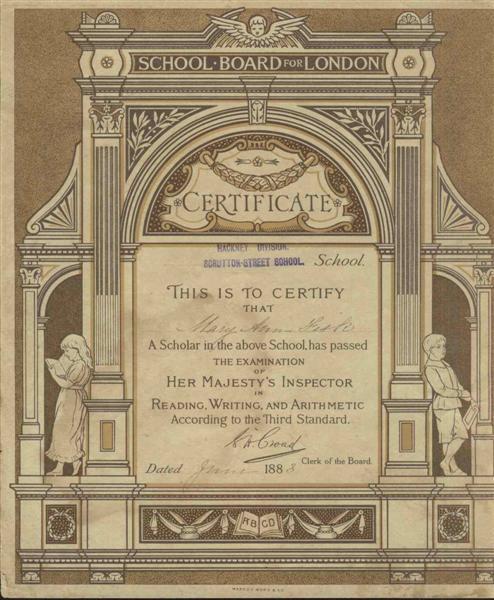 SCHOOL · BOARD FOR LONDON
CERTIFICATE
HACKNEY DIVISION.
SCRUTTON-STREET SCHOOL. School.
THIS IS TO CERTIFY
THAT
Mary Ann
A Scholar in the above School, has passed
THE EXAMINATION
OF
HER MAJESTY'S INSPECTOR
IN
READING, WRITING, AND ARITHMETIC
According to the Third Standard.
Clerk of the Board.
Dated June 1888
ABCD